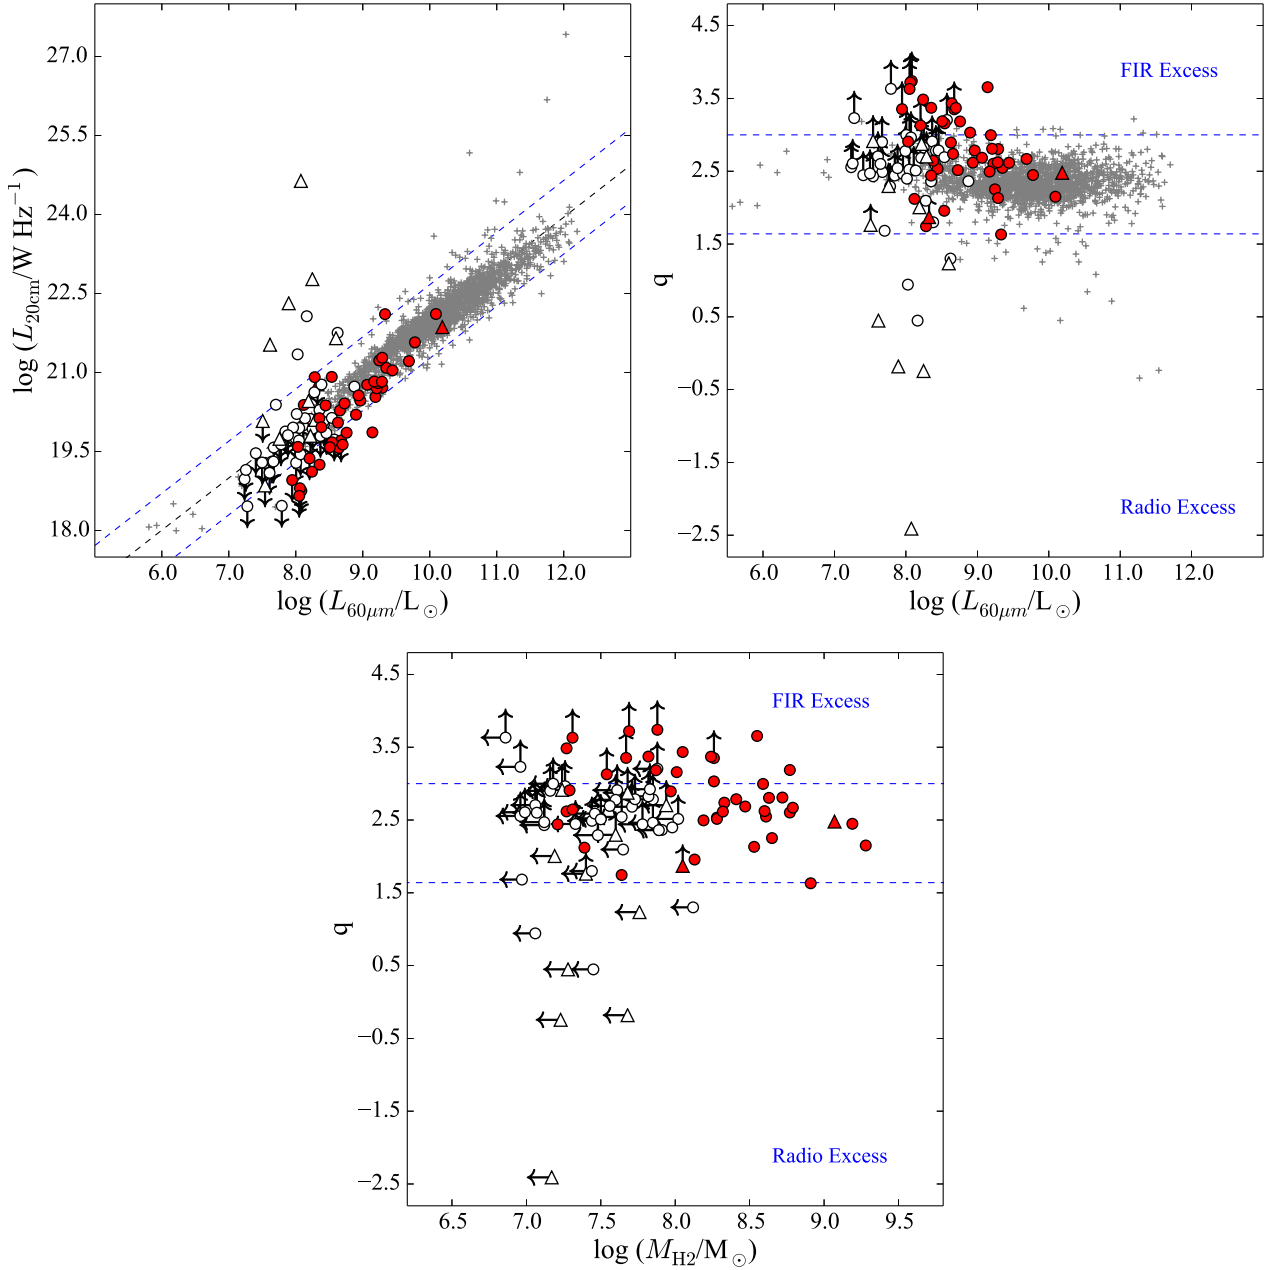 27.0
25.5
24.0
22.5
21.0
19.5
18.0
log (L20cm/W Hz−1)
6.0 7.0 8.0 9.0 10.0 11.0 12.0
log (L60μm/L⊙)
4.5
3.5
2.5
1.5
0.5
−0.5
−1.5
−2.5
q
FIR Excess
Radio Excess
6.0 7.0 8.0 9.0 10.0 11.0 12.0
log (L60μm/L⊙)
4.5
3.5
2.5
1.5
0.5
−0.5
−1.5
−2.5
q
FIR Excess
Radio Excess
6.5 7.0 7.5 8.0 8.5 9.0 9.5
log (MH2/M⊙)